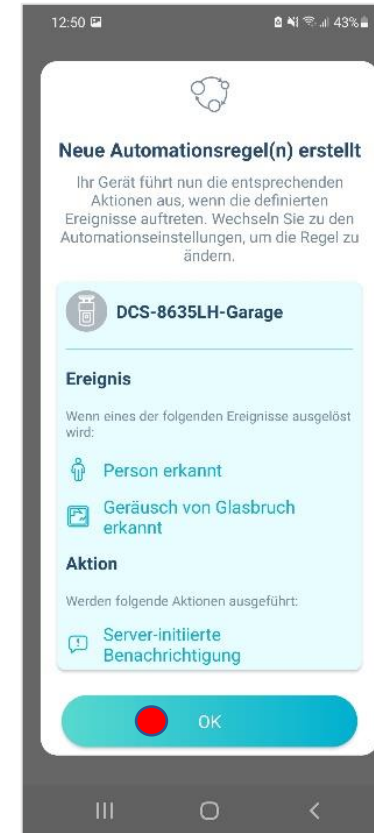 12:50 43%
Neue Automationsregel(n) erstellt
Ihr Gerät führt nun die entsprechenden
Aktionen aus, wenn die definierten
Ereignisse auftreten. Wechseln Sie zu den
Automationseinstellungen, um die Regel zu
ändern.
DCS-8635LH-Garage
Ereignis
Wenn eines der folgenden Ereignisse ausgelöst
wird:
Person erkannt
Geräusch von Glasbruch
erkannt
Aktion
Werden folgende Aktionen ausgeführt:
Server-initiierte
Benachrichtigung
OK